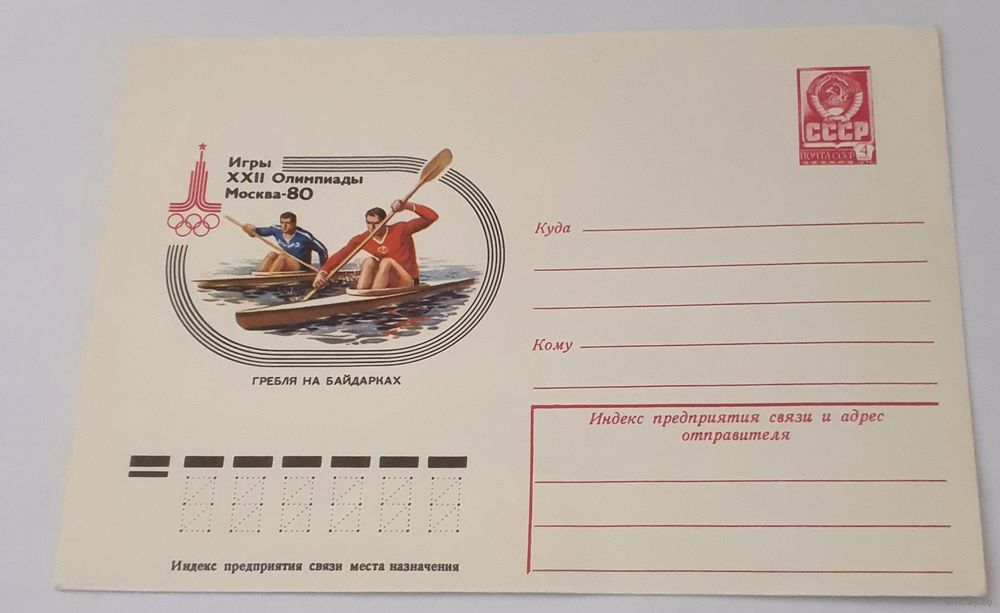 Игры
XXII Олимпиады
Москва-80
СССР
ПОЧТА СССР 4
Куда
Кому
ГРЕБЛЯ НА БАЙДАРКАХ
Индекс предприятия связи и адрес
отправителя
Индекс предприятия связи места назначения